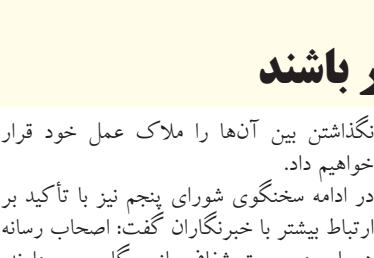 ر باشند
نگذاشتن بین آن‌ها را ملاک عمل خود قرار
خواهیم داد.
در ادامه سخنگوی شورای پنجم نیز با تأکید بر
ارتباط بیشتر با خبرنگاران گفت: اصحاب رسانه